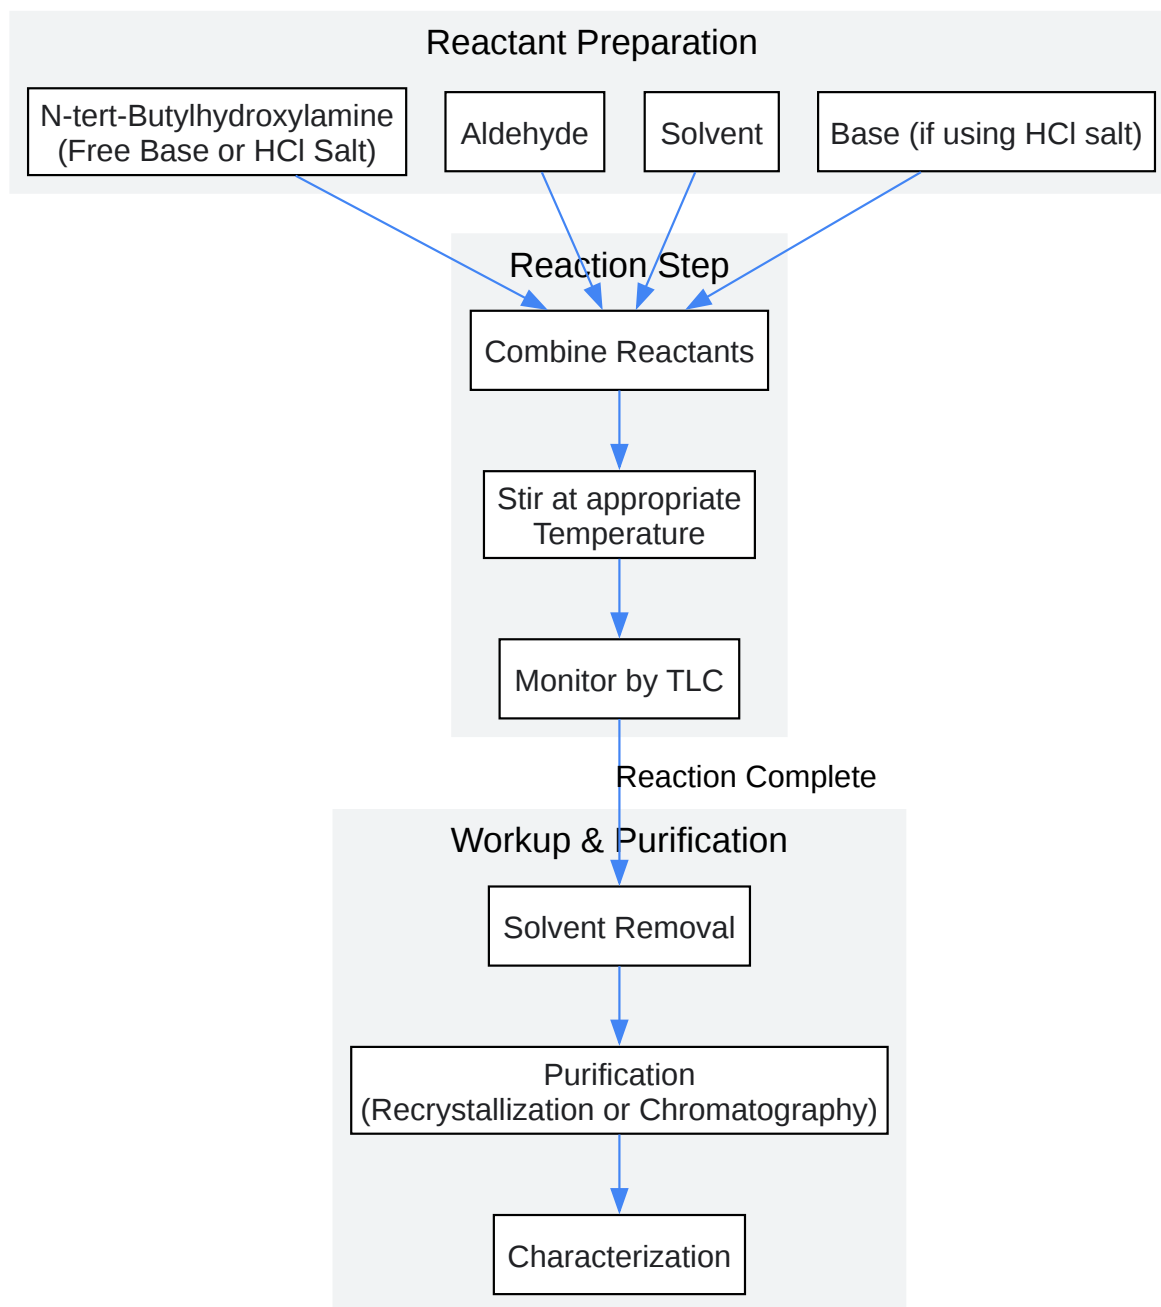 Reactant Preparation
N-tert-Butylhydroxylamine
(Free Base or HCl Salt)
Aldehyde
Solvent
Base (if using HCl salt)
Reaction Step
Combine Reactants
Stir at appropriate
Temperature
Monitor by TLC
Reaction Complete
Workup & Purification
Solvent Removal
Purification
(Recrystallization or Chromatography)
Characterization